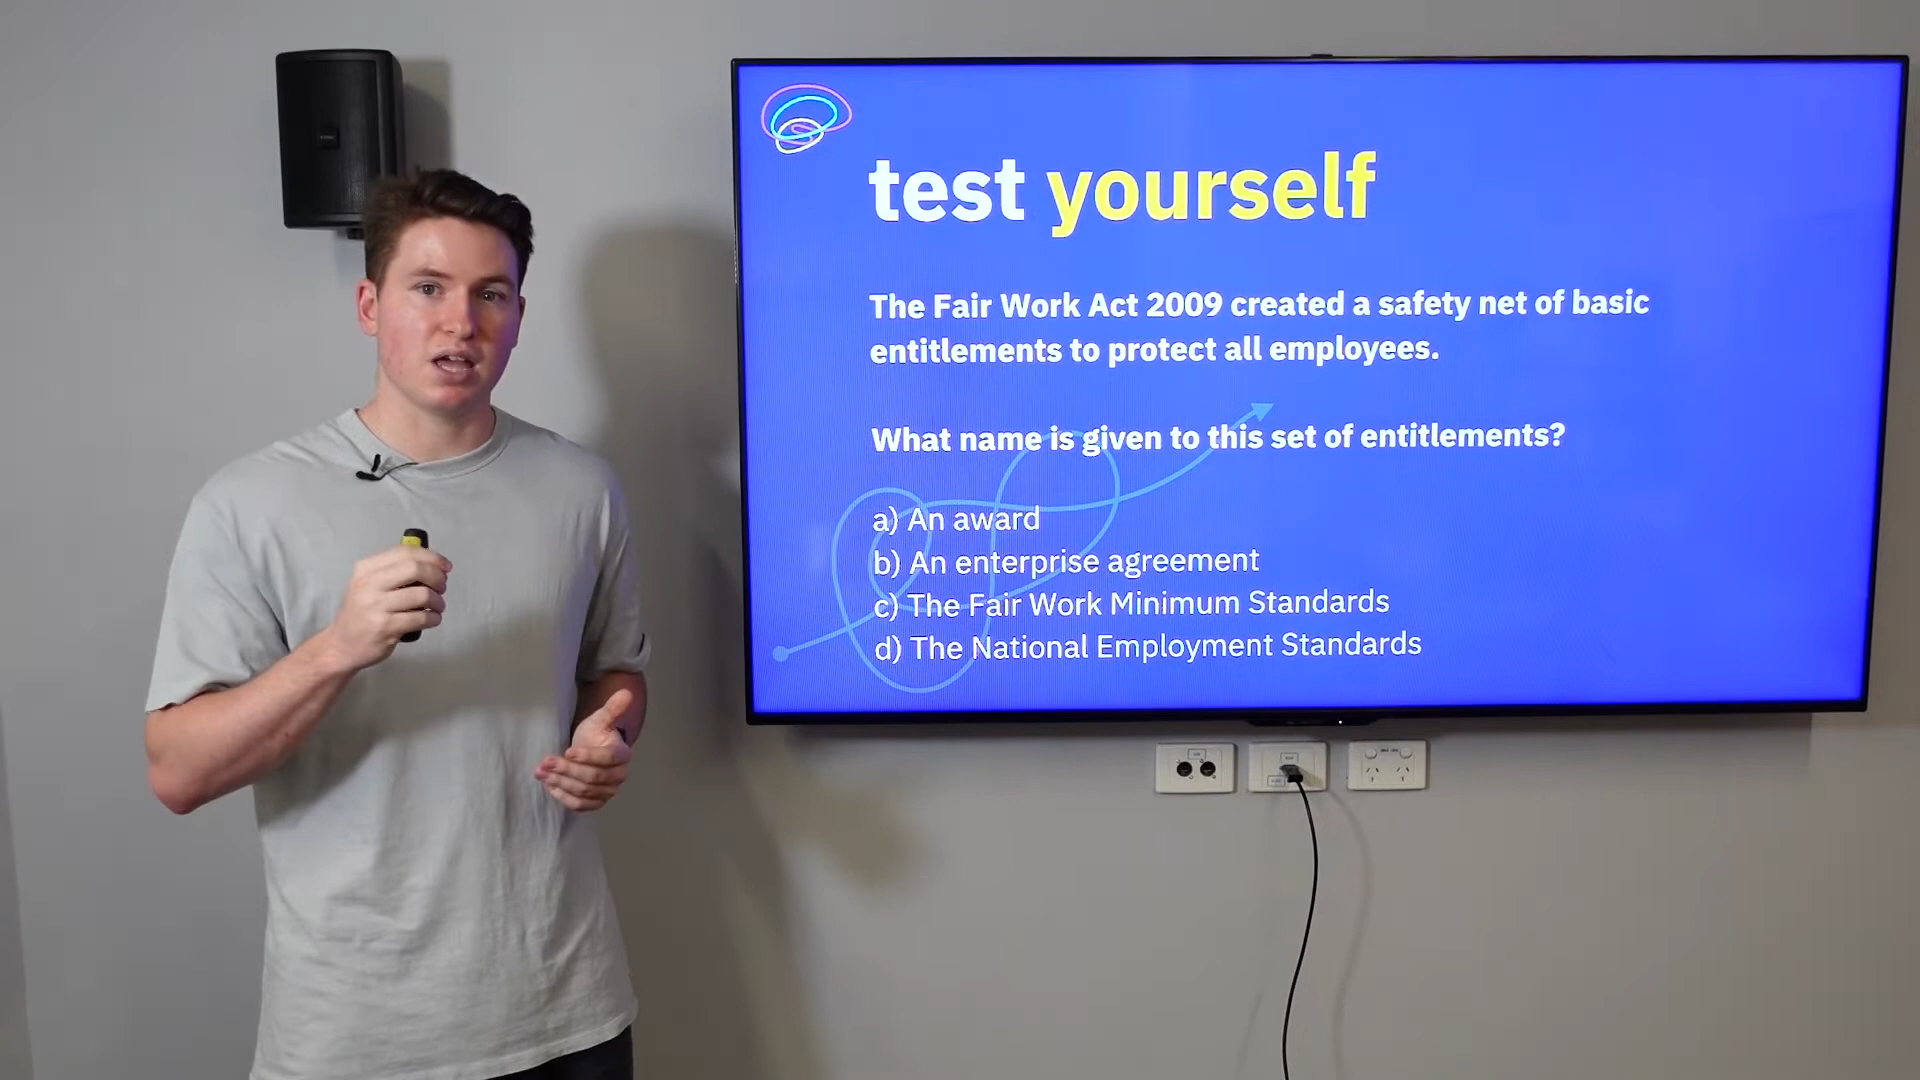 test yourself
The Fair Work Act 2009 created a safety net of basic
entitlements to protect all employees.
What name is given to this set of entitlements?
a) An award
b) An enterprise agreement
c) The Fair Work Minimum Standards
d) The National Employment Standards